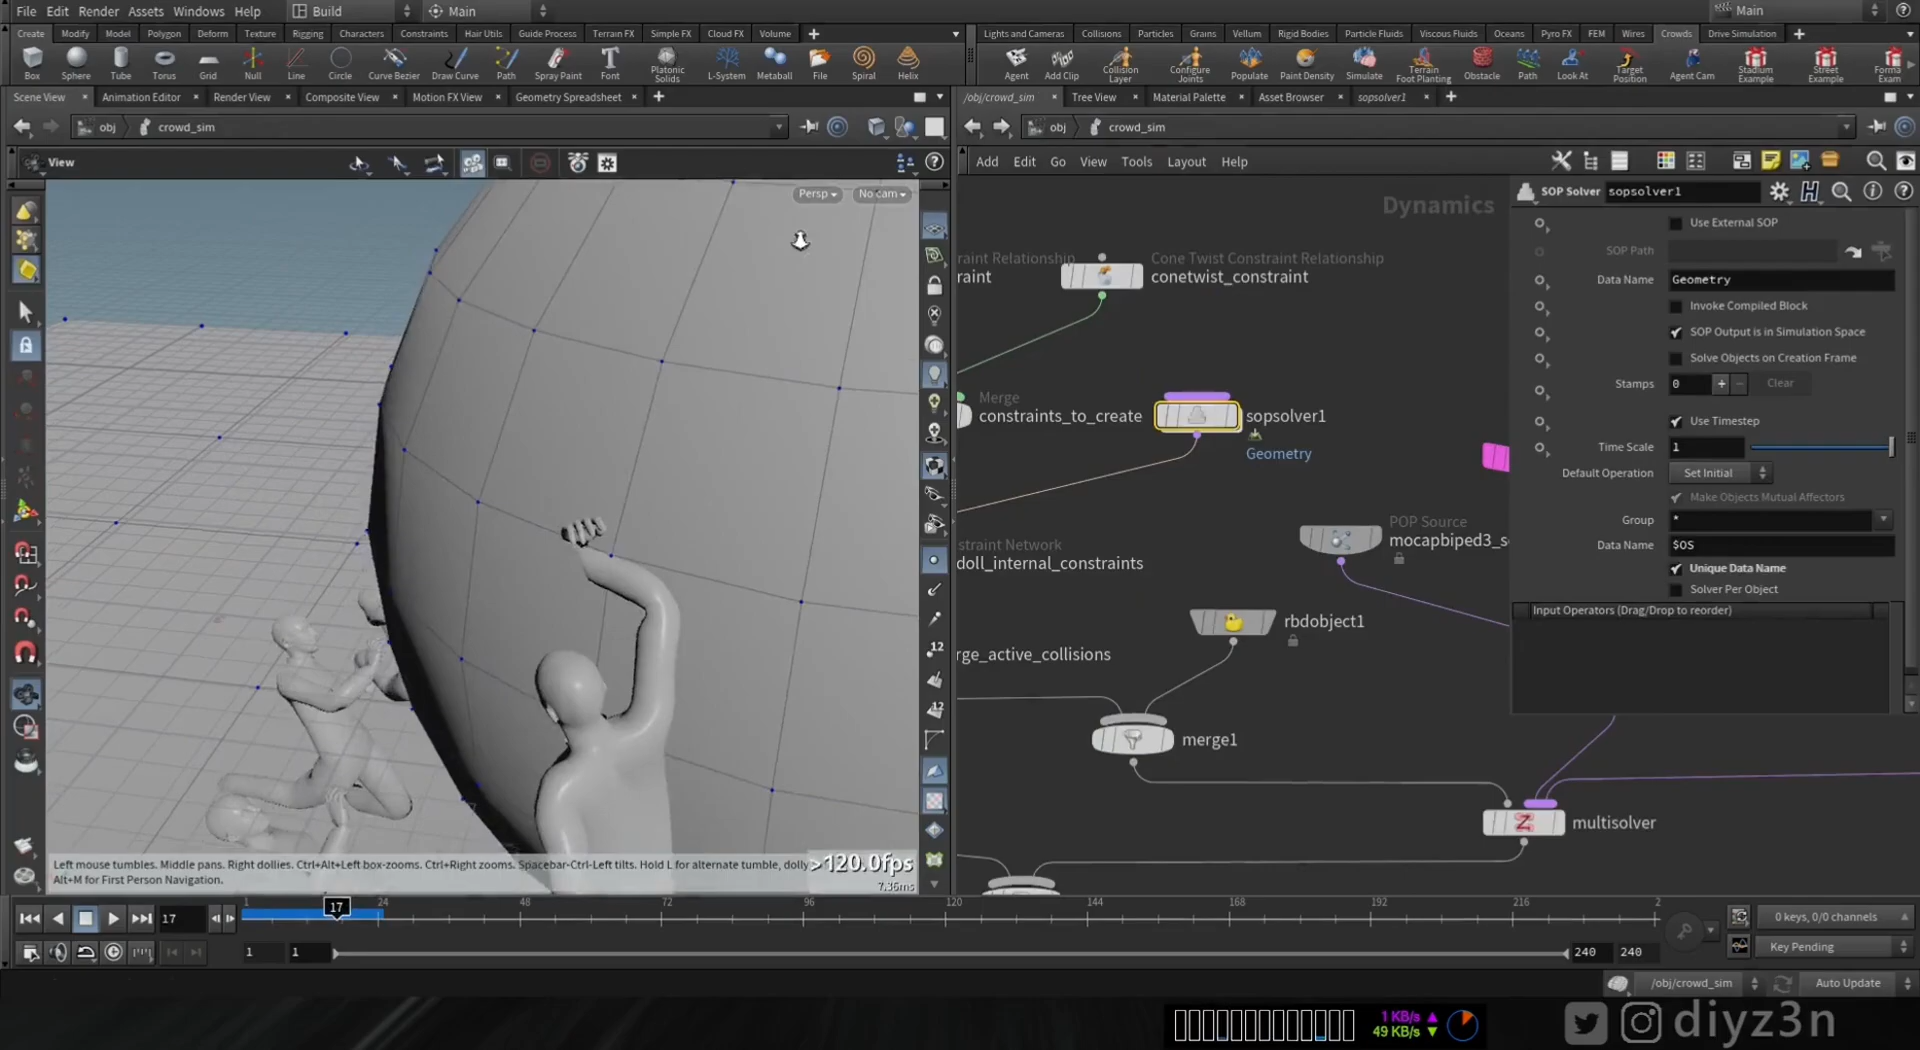 File Edit Render Assets Windows Help Build Main Main
Create Modify Model Polygon Deform Texture Rigging Characters Constraints Hair Utils Guide Process Terrain FX Simple FX Cloud FX Volume
Lights and Cameras Collisions Particles Grains Vellum Rigid Bodies Particle Fluids Viscous Fluids Oceans Pyro FX FEM Wires Crowds Drive Simulation
Box Sphere Tube Torus Grid Null Line Circle Curve Bezier Draw Curve Path Spray Paint Font Platonic Solids L-System Metaball File Spiral Helix
Agent Add Clip Collision Layer Configure Joints Populate Paint Density Simulate Terrain Foot Planting Obstacle Path Look At Target Position Agent Cam Stadium Example Street Example Forma Exam
Scene View Animation Editor Render View Composite View Motion FX View Geometry Spreadsheet
/obj/crowd_sim Tree View Material Palette Asset Browser sopsolver1
obj crowd_sim
obj crowd_sim
View
Add Edit Go View Tools Layout Help
Persp No cam
Dynamics
SOP Solver sopsolver1
Use External SOP
SOP Path
Data Name Geometry
Invoke Compiled Block
SOP Output is in Simulation Space
Solve Objects on Creation Frame
Stamps 0 Clear
Use Timestep
Time Scale 1
Default Operation Set Initial
Make Objects Mutual Affectors
Group *
Data Name $OS
Unique Data Name
Solver Per Object
Input Operators (Drag/Drop to reorder)
raint Relationship
raint
Cone Twist Constraint Relationship
conetwist_constraint
Merge
constraints_to_create
sopsolver1
Geometry
POP Source
mocapbiped3_s
straint Network
doll_internal_constraints
rbdobject1
rge_active_collisions
merge1
multisolver
12
12
Left mouse tumbles. Middle pans. Right dollies. Ctrl+Alt+Left box-zooms. Ctrl+Right zooms. Spacebar-Ctrl-Left tilts. Hold L for alternate tumble, dolly
Alt+M for First Person Navigation.
>120.0fps
7.36ms
17
1 17 24 48 72 96 120 144 168 192 216 2
0 keys, 0/0 channels
1 1 240 240
Key Pending
/obj/crowd_sim Auto Update
1 KB/s
49 KB/s
diyz3n